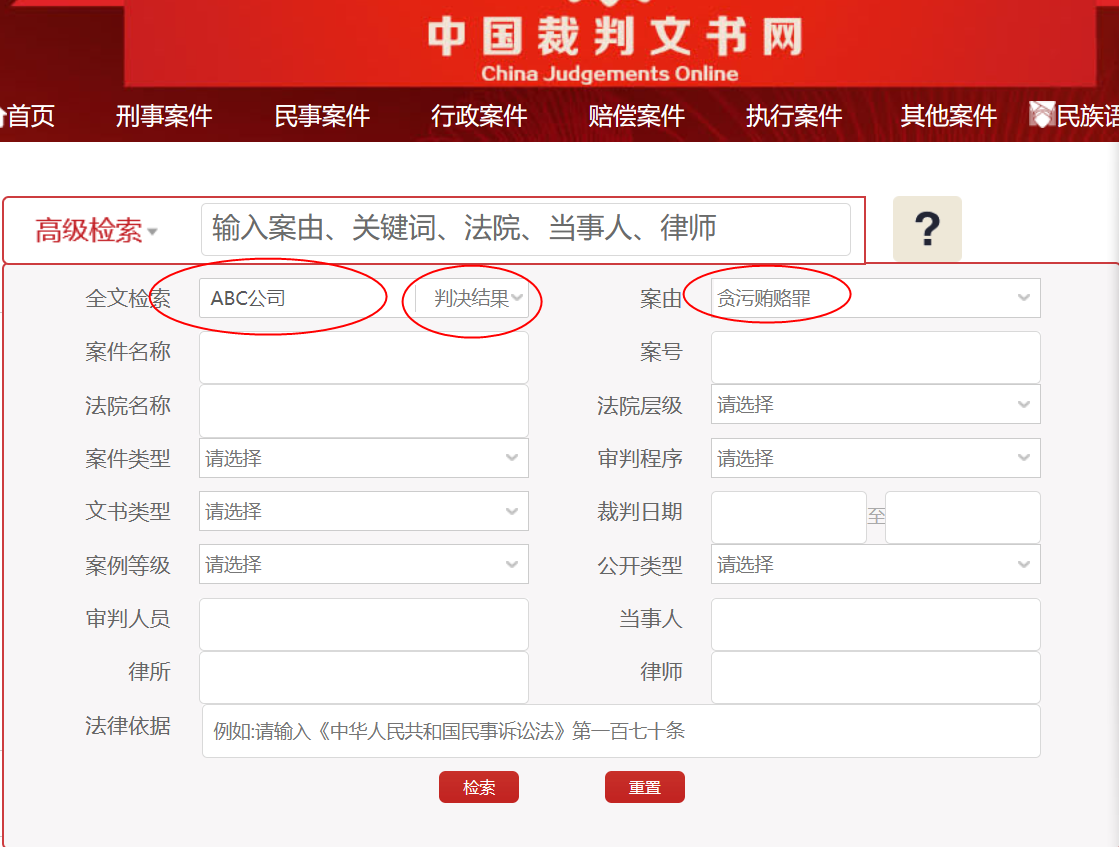 中国裁判文书网
China Judgements Online
首页 刑事案件 民事案件 行政案件 赔偿案件 执行案件 其他案件 民族语
高级检索 输入案由、关键词、法院、当事人、律师 ?
全文检索 ABC公司 判决结果 案由 贪污贿赂罪
案件名称 案号
法院名称 法院层级 请选择
案件类型 请选择 审判程序 请选择
文书类型 请选择 裁判日期 至
案例等级 请选择 公开类型 请选择
审判人员 当事人
律所 律师
法律依据 例如:请输入《中华人民共和国民事诉讼法》第一百七十条
检索 重置